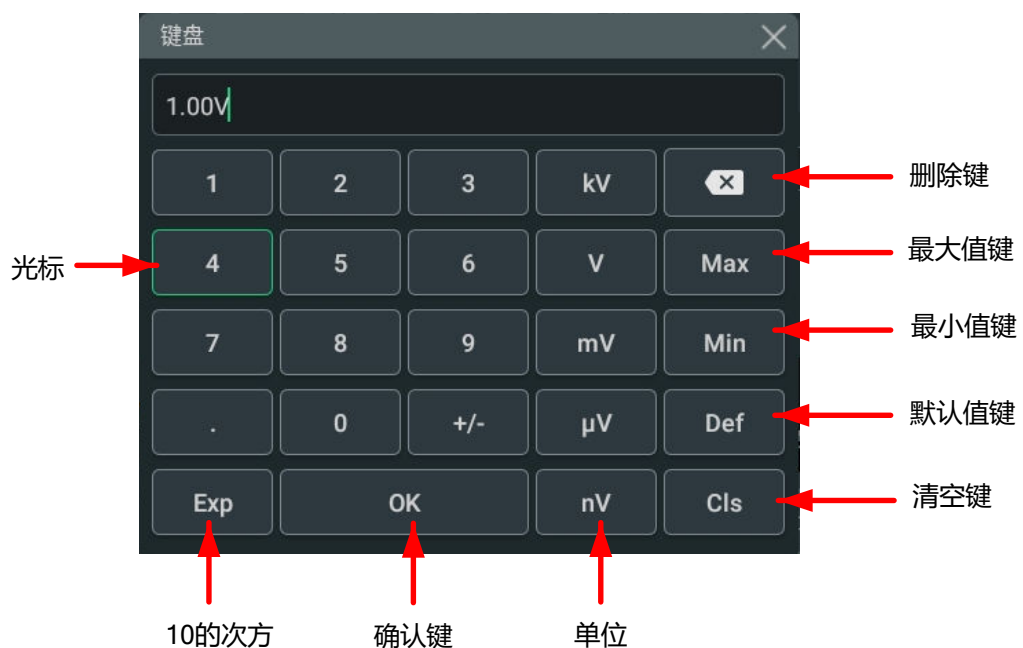 键盘
1.00V
1 2 3 kV 删除键
光标 4 5 6 V Max 最大值键
7 8 9 mV Min 最小值键
. 0 +/- µV Def 默认值键
Exp OK nV Cls 清空键
10的次方 确认键 单位